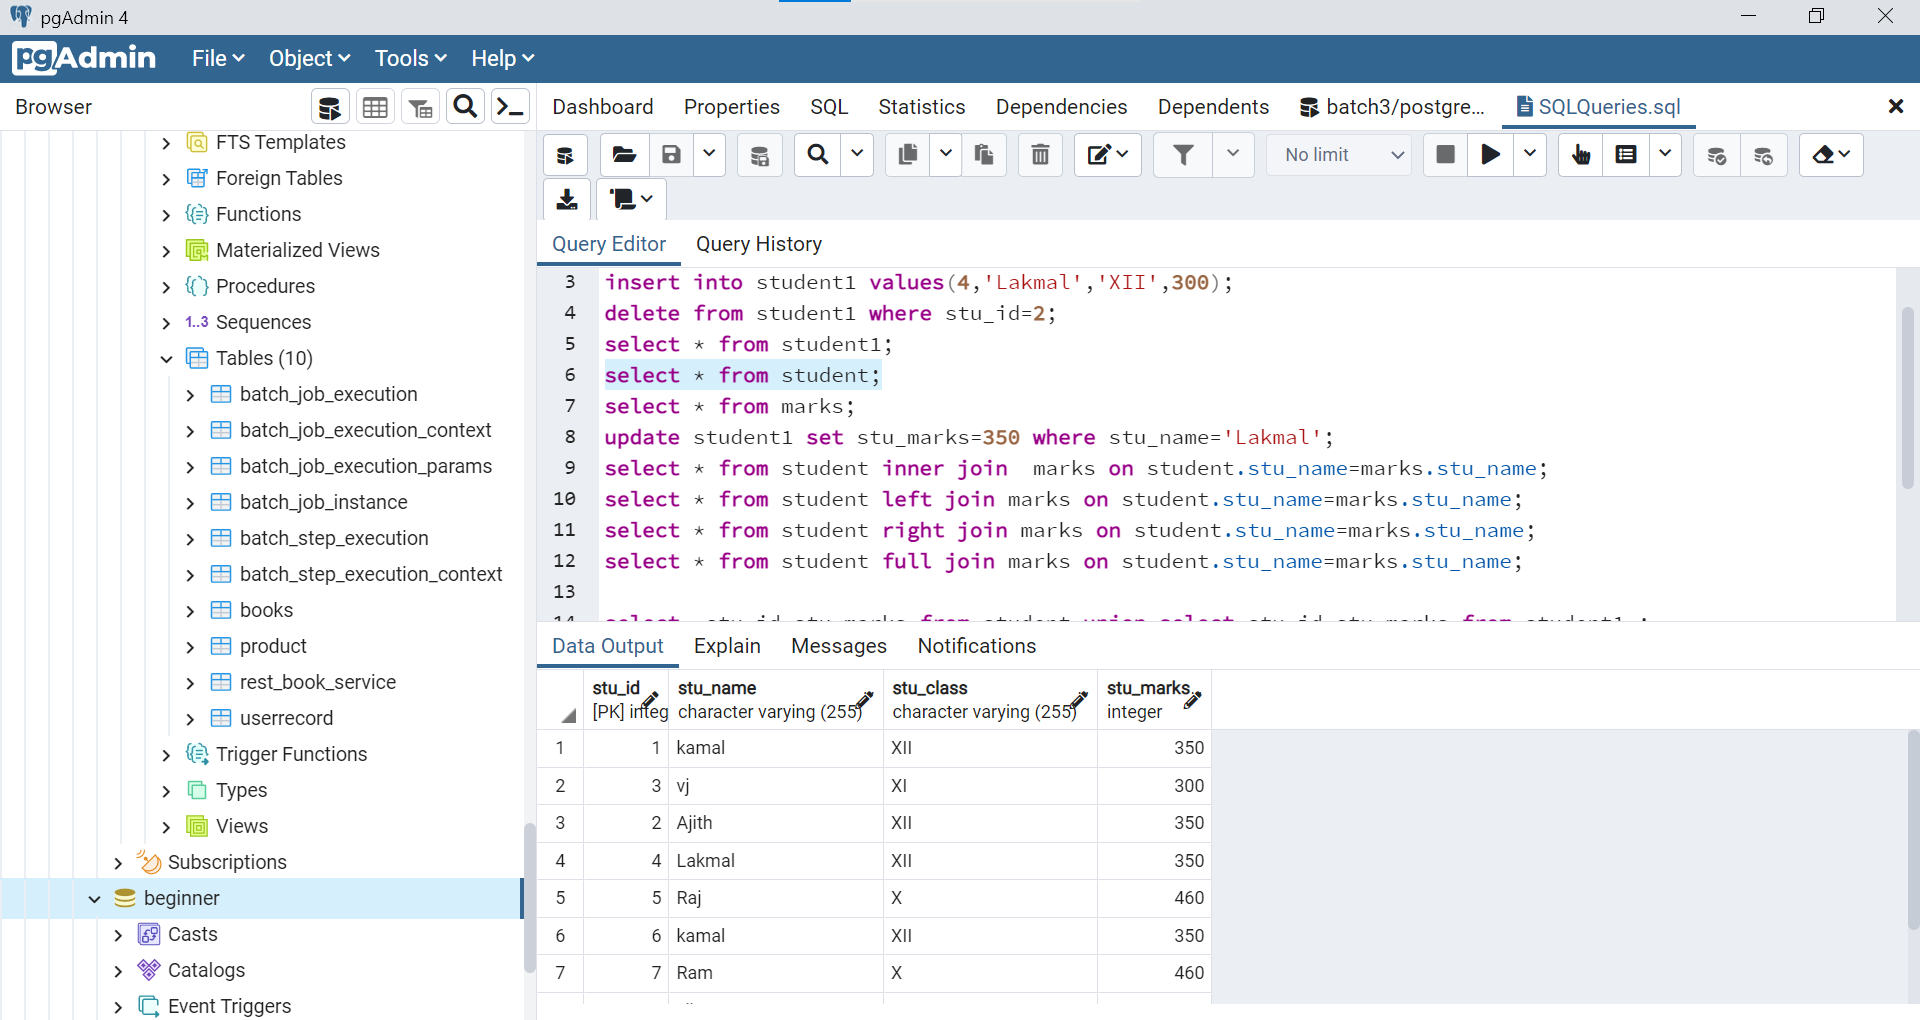 pgAdmin 4
pgAdmin File Object Tools Help
Browser
Dashboard Properties SQL Statistics Dependencies Dependents batch3/postgre... SQLQueries.sql
No limit
Query Editor Query History
FTS Templates
Foreign Tables
Functions
Materialized Views
Procedures
1..3 Sequences
Tables (10)
batch_job_execution
batch_job_execution_context
batch_job_execution_params
batch_job_instance
batch_step_execution
batch_step_execution_context
books
product
rest_book_service
userrecord
Trigger Functions
Types
Views
Subscriptions
beginner
Casts
Catalogs
Event Triggers
3 insert into student1 values(4,'Lakmal','XII',300);
4 delete from student1 where stu_id=2;
5 select * from student1;
6 select * from student;
7 select * from marks;
8 update student1 set stu_marks=350 where stu_name='Lakmal';
9 select * from student inner join  marks on student.stu_name=marks.stu_name;
10 select * from student left join marks on student.stu_name=marks.stu_name;
11 select * from student right join marks on student.stu_name=marks.stu_name;
12 select * from student full join marks on student.stu_name=marks.stu_name;
13
Data Output Explain Messages Notifications
stu_id stu_name stu_class stu_marks
[PK] integ character varying (255) character varying (255) integer
1 1 kamal XII 350
2 3 vj XI 300
3 2 Ajith XII 350
4 4 Lakmal XII 350
5 5 Raj X 460
6 6 kamal XII 350
7 7 Ram X 460